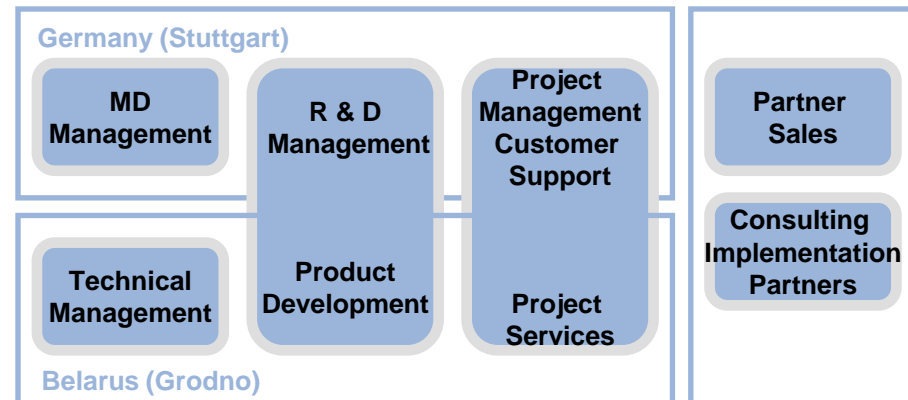 Germany (Stuttgart)
MD
Management
R & D
Management
Project
Management
Customer
Support
Partner
Sales
Consulting
Implementation
Partners
Technical
Management
Product
Development
Project
Services
Belarus (Grodno)